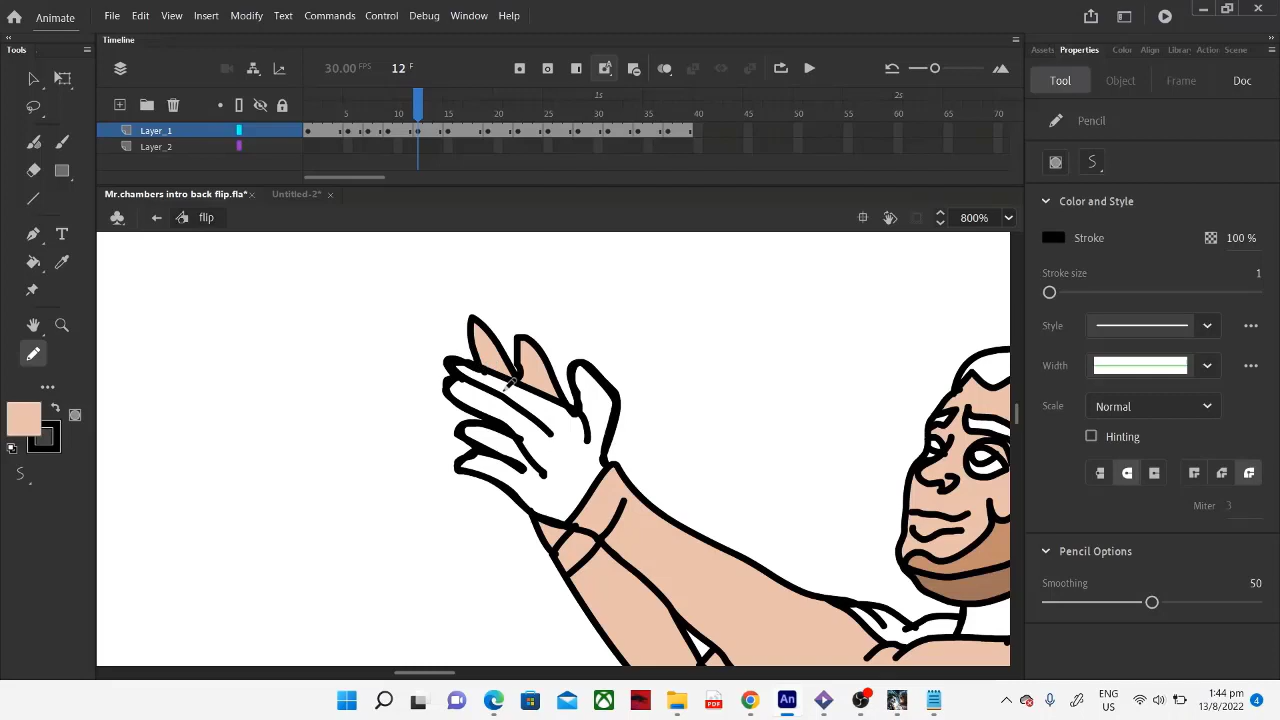 Animate File Edit View Insert Modify Text Commands Control Debug Window Help
Tools Timeline Assets Properties Color Align Library Actions Scene
30.00 FPS 12 F
Tool Object Frame Doc
1s 2s
5 10 15 20 25 30 35 40 45 50 55 60 65 70
Layer_1
Layer_2
Pencil
Mr.chambers intro back flip.fla* Untitled-2*
flip 800%
Color and Style
Stroke 100 %
Stroke size 1
Style
Width
Scale Normal
Hinting
Miter 3
Pencil Options
Smoothing 50
PDF An
ENG
US
1:44 pm
13/8/2022
4